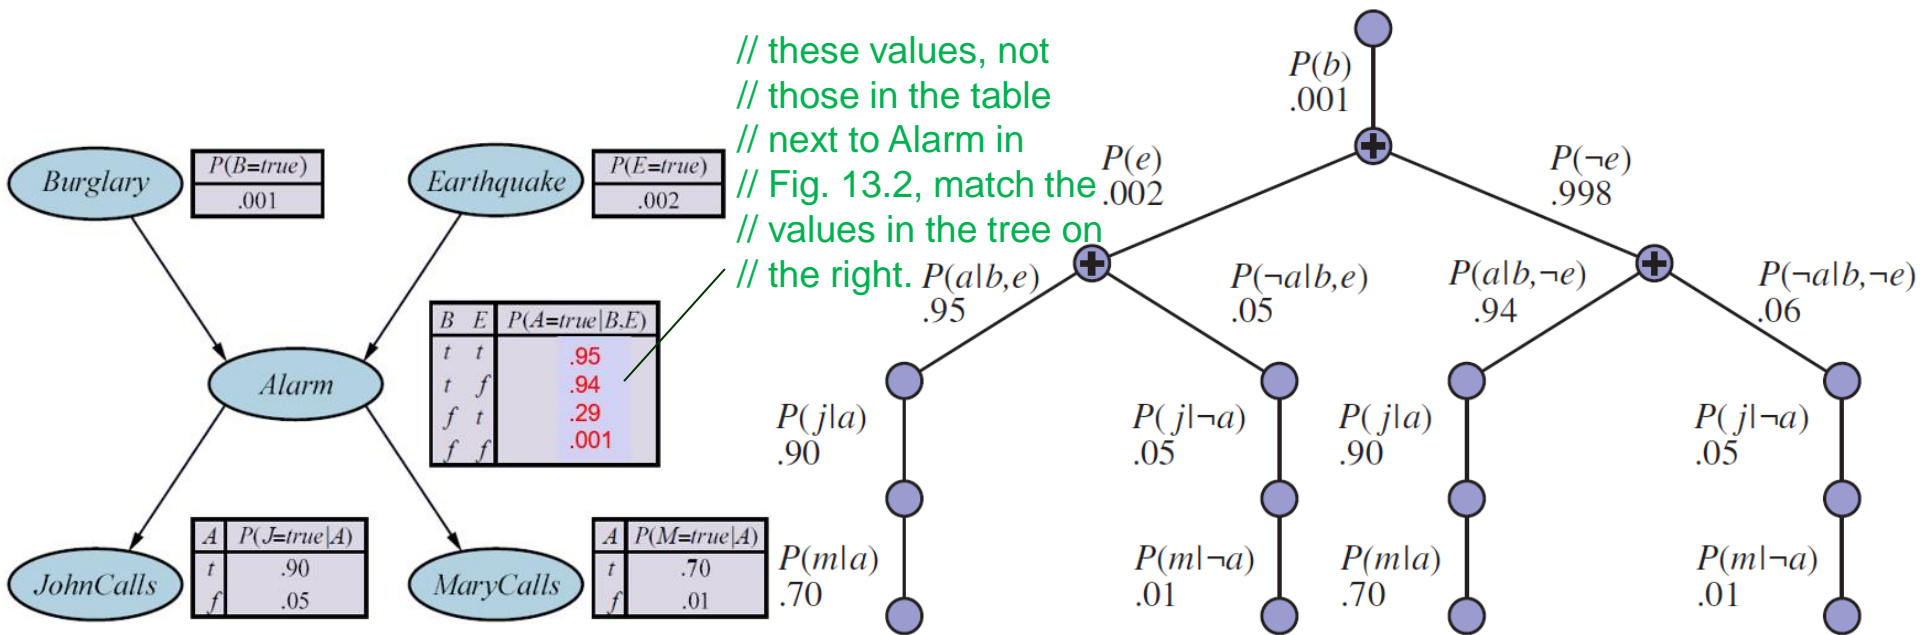 // these values, not
// those in the table
// next to Alarm in
// Fig. 13.2, match the
// values in the tree on
// the right.
Burglary
P(B=true)
.001
Earthquake
P(E=true)
.002
B E P(A=true|B,E)
t t .95
t f .94
f t .29
f f .001
Alarm
JohnCalls
A P(J=true|A)
t .90
f .05
MaryCalls
A P(M=true|A)
t .70
f .01
P(b)
.001
P(e)
.002
P(¬e)
.998
P(a|b,e)
.95
P(¬a|b,e)
.05
P(a|b,¬e)
.94
P(¬a|b,¬e)
.06
P(j|a)
.90
P(j|¬a)
.05
P(j|a)
.90
P(j|¬a)
.05
P(m|a)
.70
P(m|¬a)
.01
P(m|a)
.70
P(m|¬a)
.01